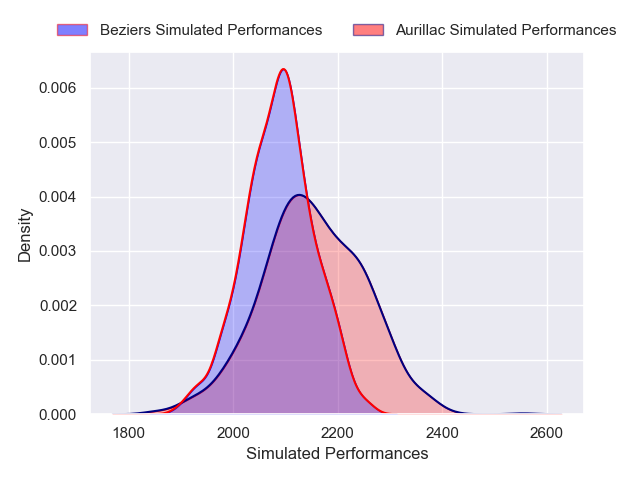 Beziers Simulated Performances Aurillac Simulated Performances
0.006
0.005
0.004
0.003
0.002
0.001
0.000
Density
1800 2000 2200 2400 2600
Simulated Performances